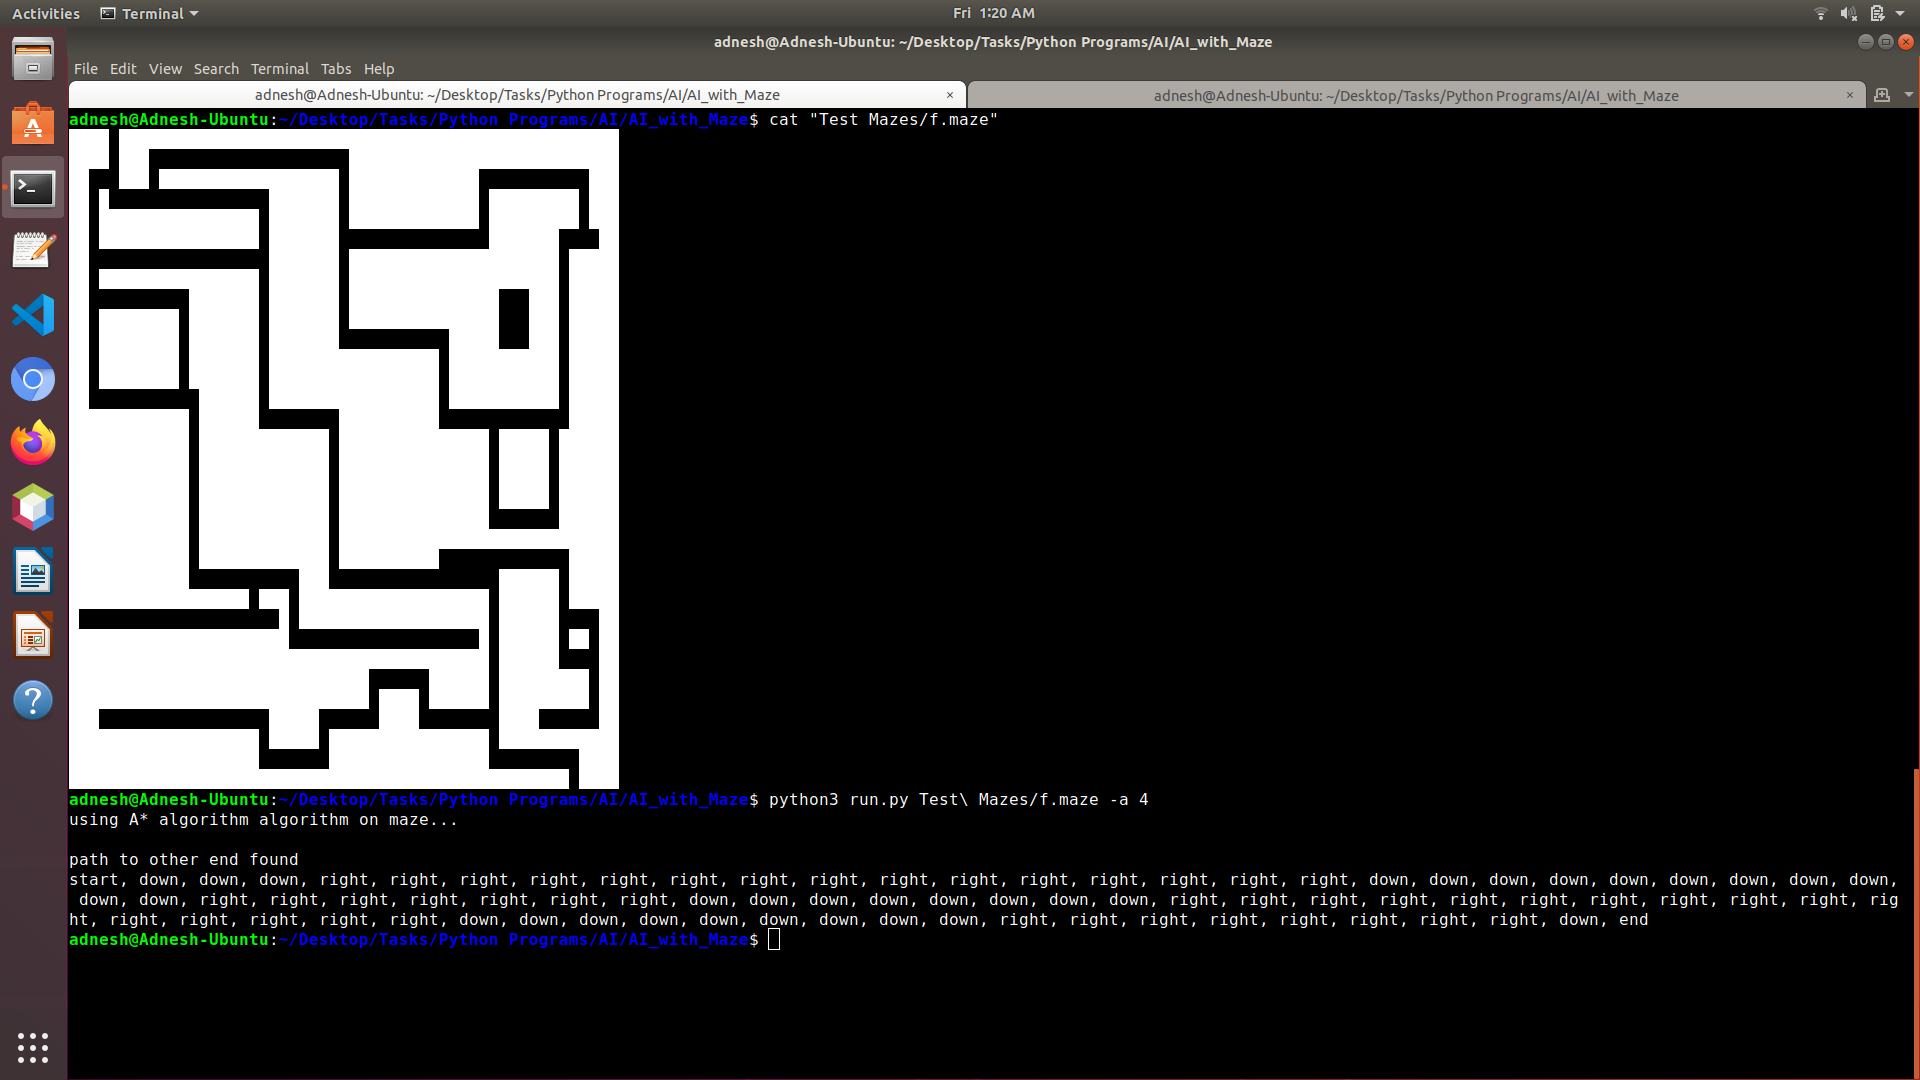 Activities Terminal Fri 1:20 AM
adnesh@Adnesh-Ubuntu: ~/Desktop/Tasks/Python Programs/AI/AI_with_Maze
File Edit View Search Terminal Tabs Help
adnesh@Adnesh-Ubuntu: ~/Desktop/Tasks/Python Programs/AI/AI_with_Maze × adnesh@Adnesh-Ubuntu: ~/Desktop/Tasks/Python Programs/AI/AI_with_Maze ×
adnesh@Adnesh-Ubuntu:~/Desktop/Tasks/Python Programs/AI/AI_with_Maze$ cat "Test Mazes/f.maze"
adnesh@Adnesh-Ubuntu:~/Desktop/Tasks/Python Programs/AI/AI_with_Maze$ python3 run.py Test\ Mazes/f.maze -a 4
using A* algorithm algorithm on maze...
path to other end found
start, down, down, down, right, right, right, right, right, right, right, right, right, right, right, right, right, right, right, down, down, down, down, down, down, down, down, down,
down, down, right, right, right, right, right, right, right, down, down, down, down, down, down, down, down, right, right, right, right, right, right, right, right, right, right, rig
ht, right, right, right, right, right, down, down, down, down, down, down, down, down, down, right, right, right, right, right, right, right, right, down, end
adnesh@Adnesh-Ubuntu:~/Desktop/Tasks/Python Programs/AI/AI_with_Maze$